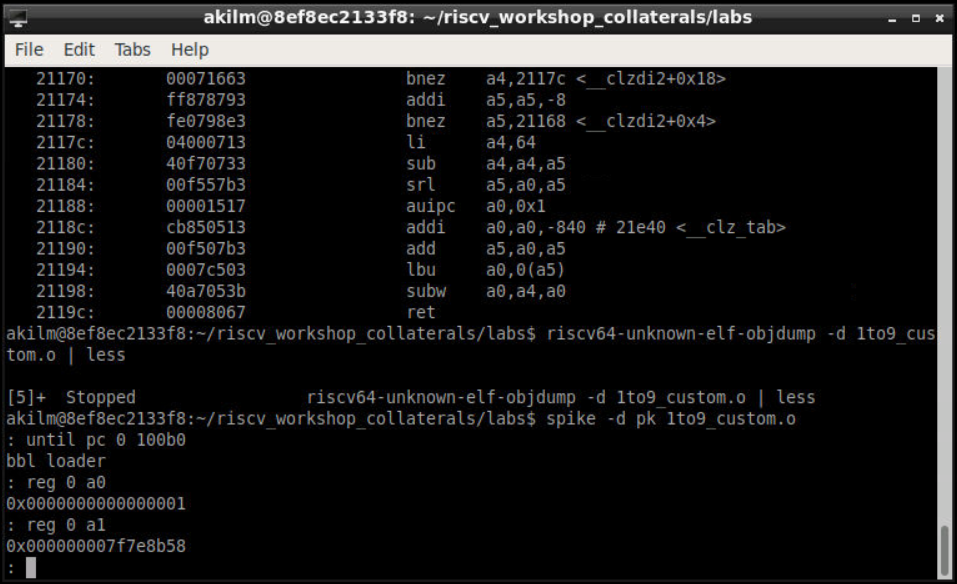 akilm@8ef8ec2133f8: ~/riscv_workshop_collaterals/labs
File Edit Tabs Help
21170: 00071663 bnez a4,2117c <__clzdi2+0x18>
21174: ff878793 addi a5,a5,-8
21178: fe0798e3 bnez a5,21168 <__clzdi2+0x4>
2117c: 04000713 li a4,64
21180: 40f70733 sub a4,a4,a5
21184: 00f557b3 srl a5,a0,a5
21188: 00001517 auipc a0,0x1
2118c: cb850513 addi a0,a0,-840 # 21e40 <__clz_tab>
21190: 00f507b3 add a5,a0,a5
21194: 0007c503 lbu a0,0(a5)
21198: 40a7053b subw a0,a4,a0
2119c: 00008067 ret
akilm@8ef8ec2133f8:~/riscv_workshop_collaterals/labs$ riscv64-unknown-elf-objdump -d 1to9_cus
tom.o | less
[5]+ Stopped riscv64-unknown-elf-objdump -d 1to9_custom.o | less
akilm@8ef8ec2133f8:~/riscv_workshop_collaterals/labs$ spike -d pk 1to9_custom.o
: until pc 0 100b0
bbl loader
: reg 0 a0
0x0000000000000001
: reg 0 a1
0x000000007f7e8b58
: